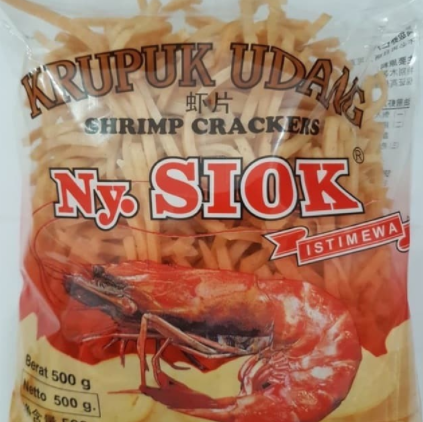 KRUPUK UDANG
虾片
SHRIMP CRACKERS
Ny. SIOK®
ISTIMEWA
Berat 500 g
Netto 500 g.